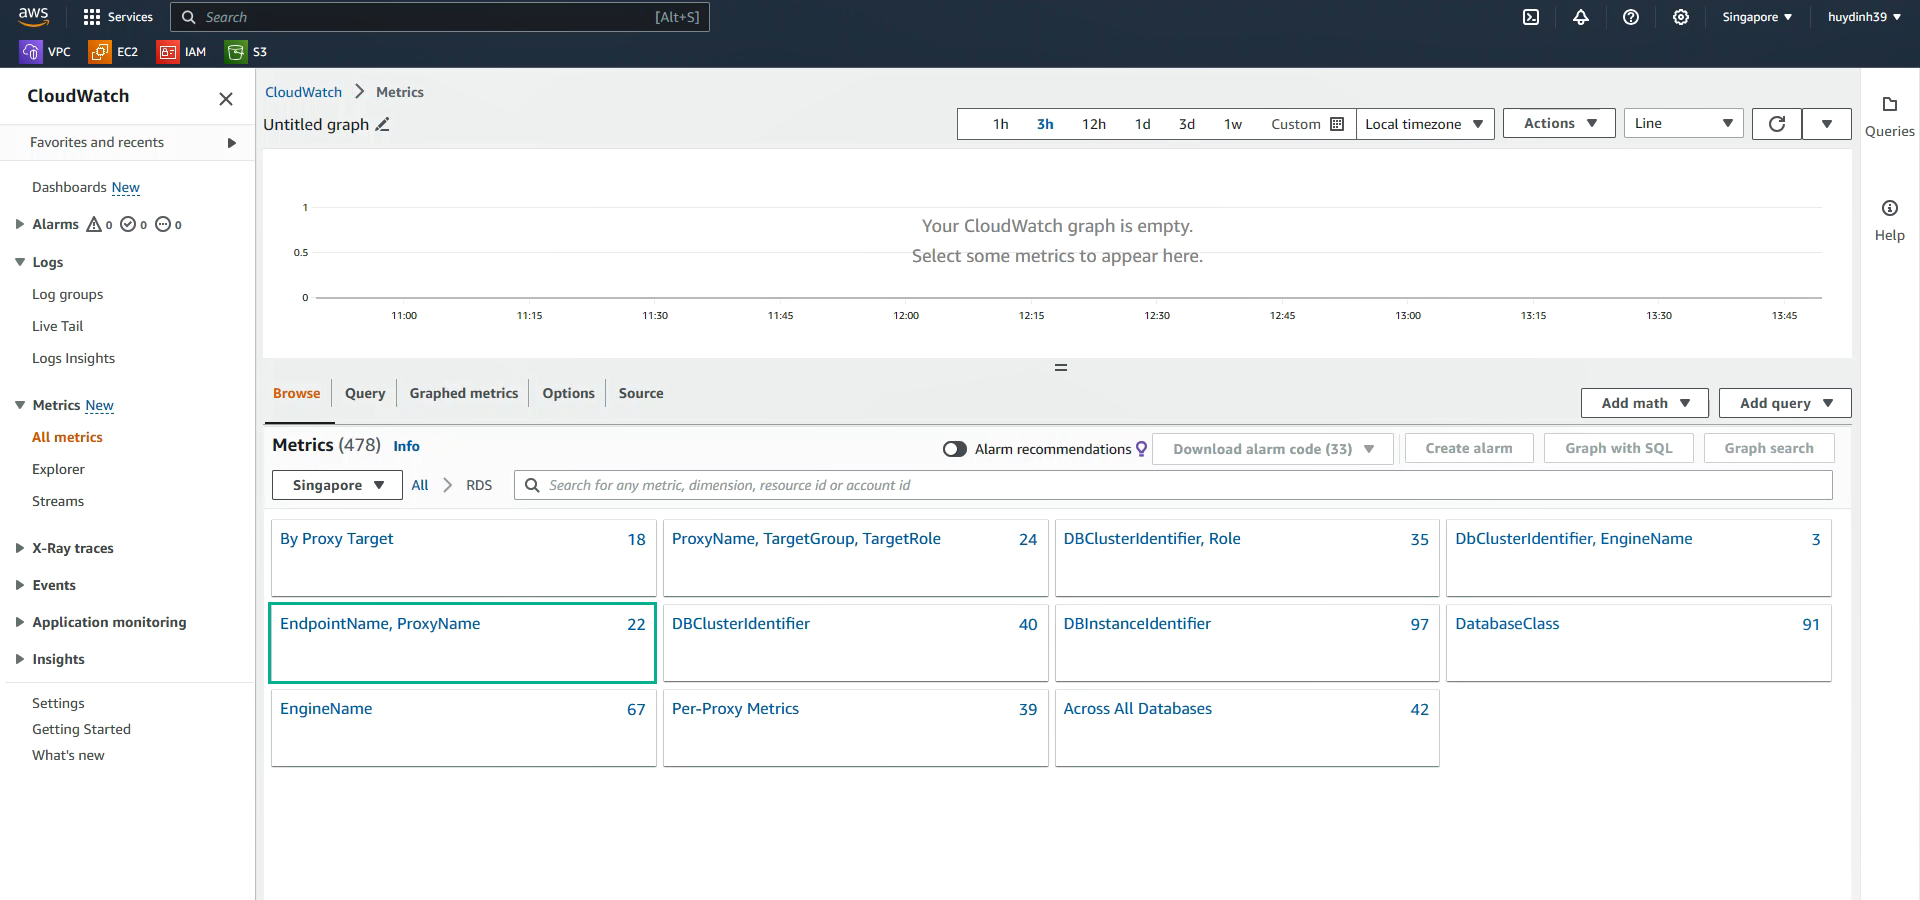 aws
Services
Search
[Alt+S]
Singapore
huydinh39
VPC
EC2
IAM
S3
CloudWatch
Favorites and recents
Dashboards New
Alarms 0 0 0
Logs
Log groups
Live Tail
Logs Insights
Metrics New
All metrics
Explorer
Streams
X-Ray traces
Events
Application monitoring
Insights
Settings
Getting Started
What's new
CloudWatch Metrics
Untitled graph
1h 3h 12h 1d 3d 1w Custom
Local timezone
Actions
Line
1
0.5
0
Your CloudWatch graph is empty.
Select some metrics to appear here.
11:00 11:15 11:30 11:45 12:00 12:15 12:30 12:45 13:00 13:15 13:30 13:45
Browse
Query
Graphed metrics
Options
Source
Add math
Add query
Metrics (478) Info
Alarm recommendations
Download alarm code (33)
Create alarm
Graph with SQL
Graph search
Singapore
All RDS
Search for any metric, dimension, resource id or account id
By Proxy Target 18
ProxyName, TargetGroup, TargetRole 24
DBClusterIdentifier, Role 35
DbClusterIdentifier, EngineName 3
EndpointName, ProxyName 22
DBClusterIdentifier 40
DBInstanceIdentifier 97
DatabaseClass 91
EngineName 67
Per-Proxy Metrics 39
Across All Databases 42
Queries
Help